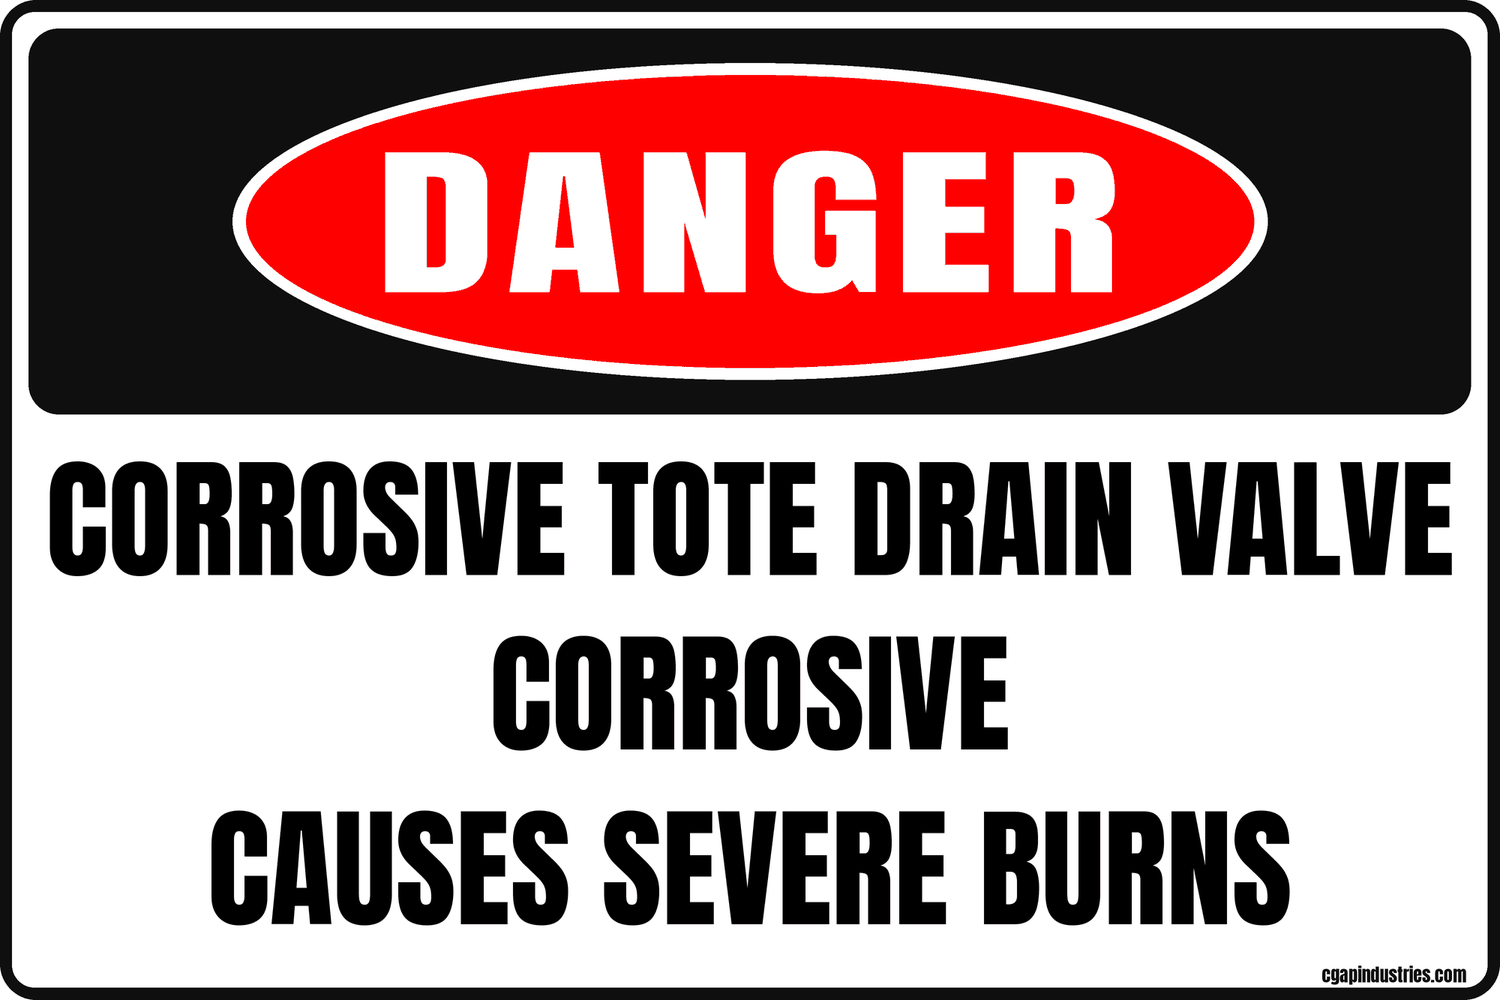 DANGER
CORROSIVE TOTE DRAIN VALVE
CORROSIVE
CAUSES SEVERE BURNS
cgapindustries.com